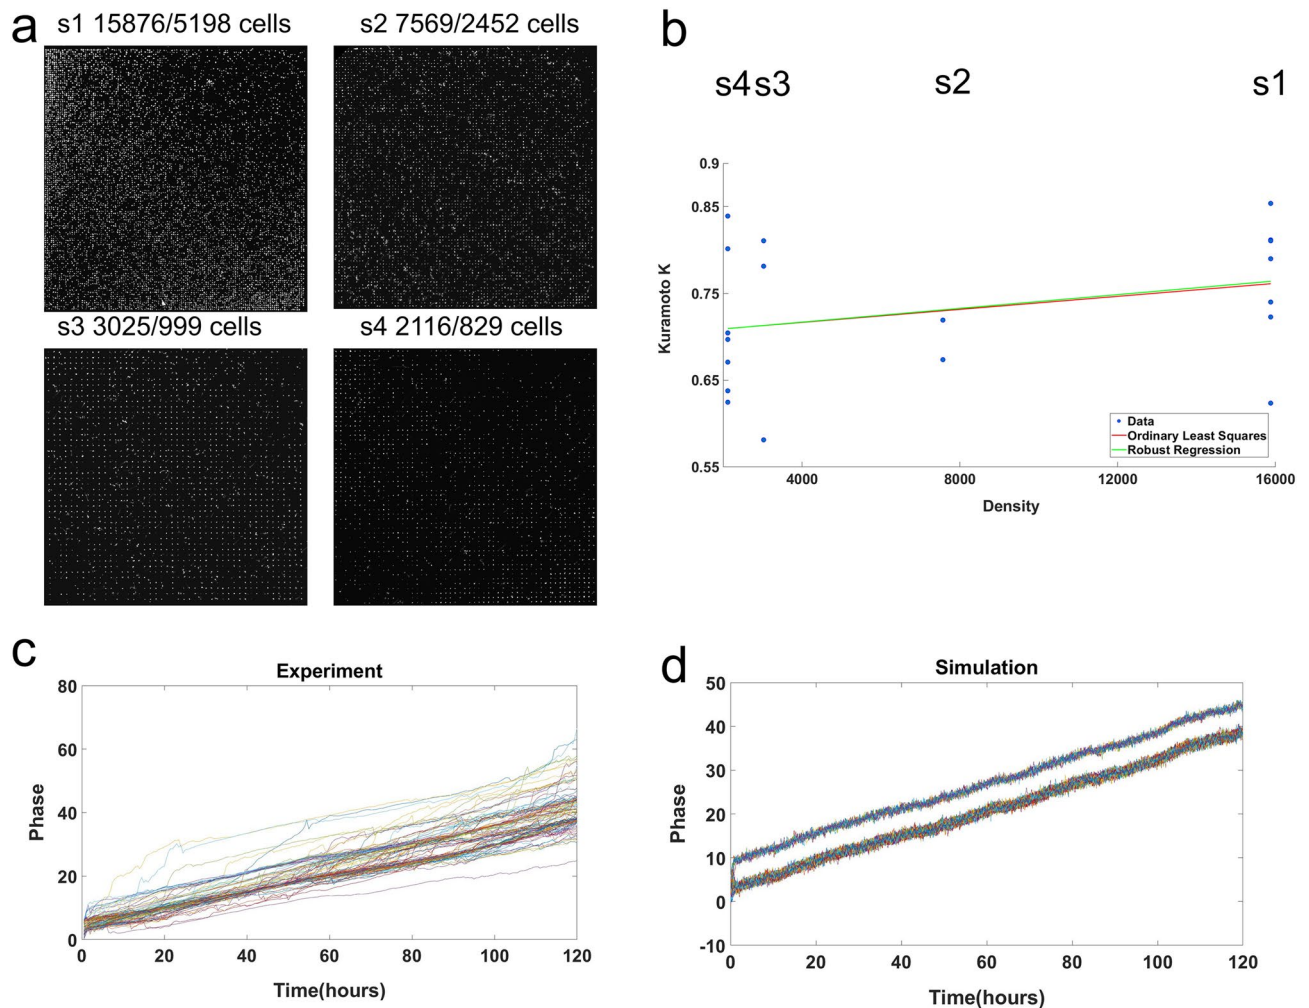 a
s1 15876/5198 cells
s2 7569/2452 cells
s3 3025/999 cells
s4 2116/829 cells
b
s4 s3 s2 s1
0.9
0.85
0.75
0.65
0.55
Kuramoto K
4000 8000 12000 16000
Density
Data
Ordinary Least Squares
Robust Regression
c
Experiment
80
60
40
20
0
Phase
0 20 40 60 80 100 120
Time(hours)
d
Simulation
50
40
30
20
10
0
-10
Phase
0 20 40 60 80 100 120
Time(hours)